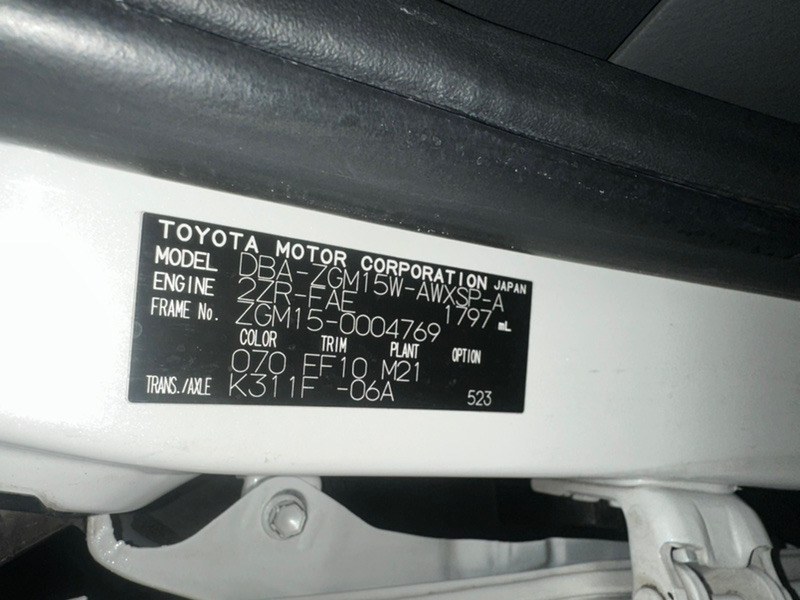 TOYOTA MOTOR CORPORATION JAPAN
MODEL DBA-ZGM15W-AWXSP-A
ENGINE 2ZR-FAE 1797 mL
FRAME No. ZGM15-0004769
COLOR TRIM PLANT OPTION
070 FF10 M21
TRANS./AXLE K311F -06A 523